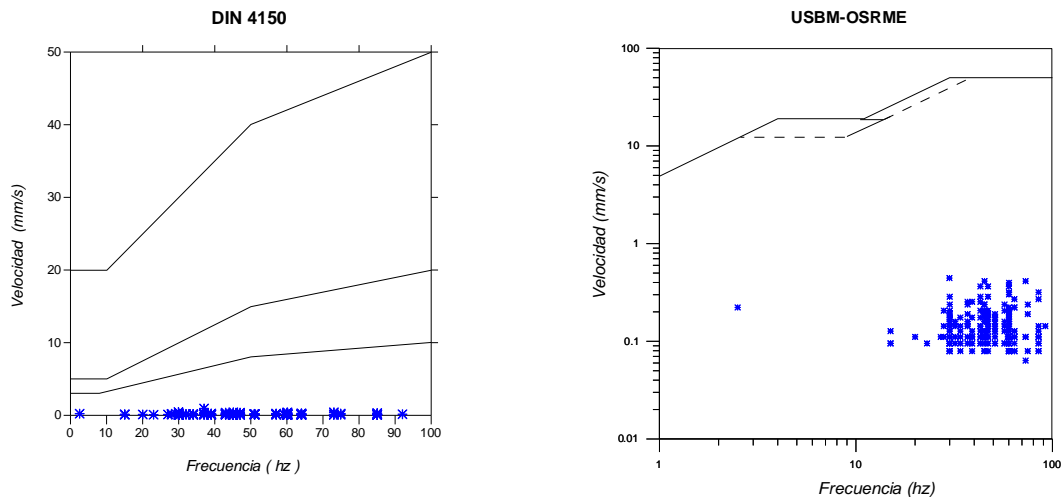 DIN 4150
50
40
30
20
10
0
Velocidad (mm/s)
0 10 20 30 40 50 60 70 80 90 100
Frecuencia ( hz )
USBM-OSRME
100
10
1
0.1
0.01
Velocidad (mm/s)
1 10 100
Frecuencia (hz)